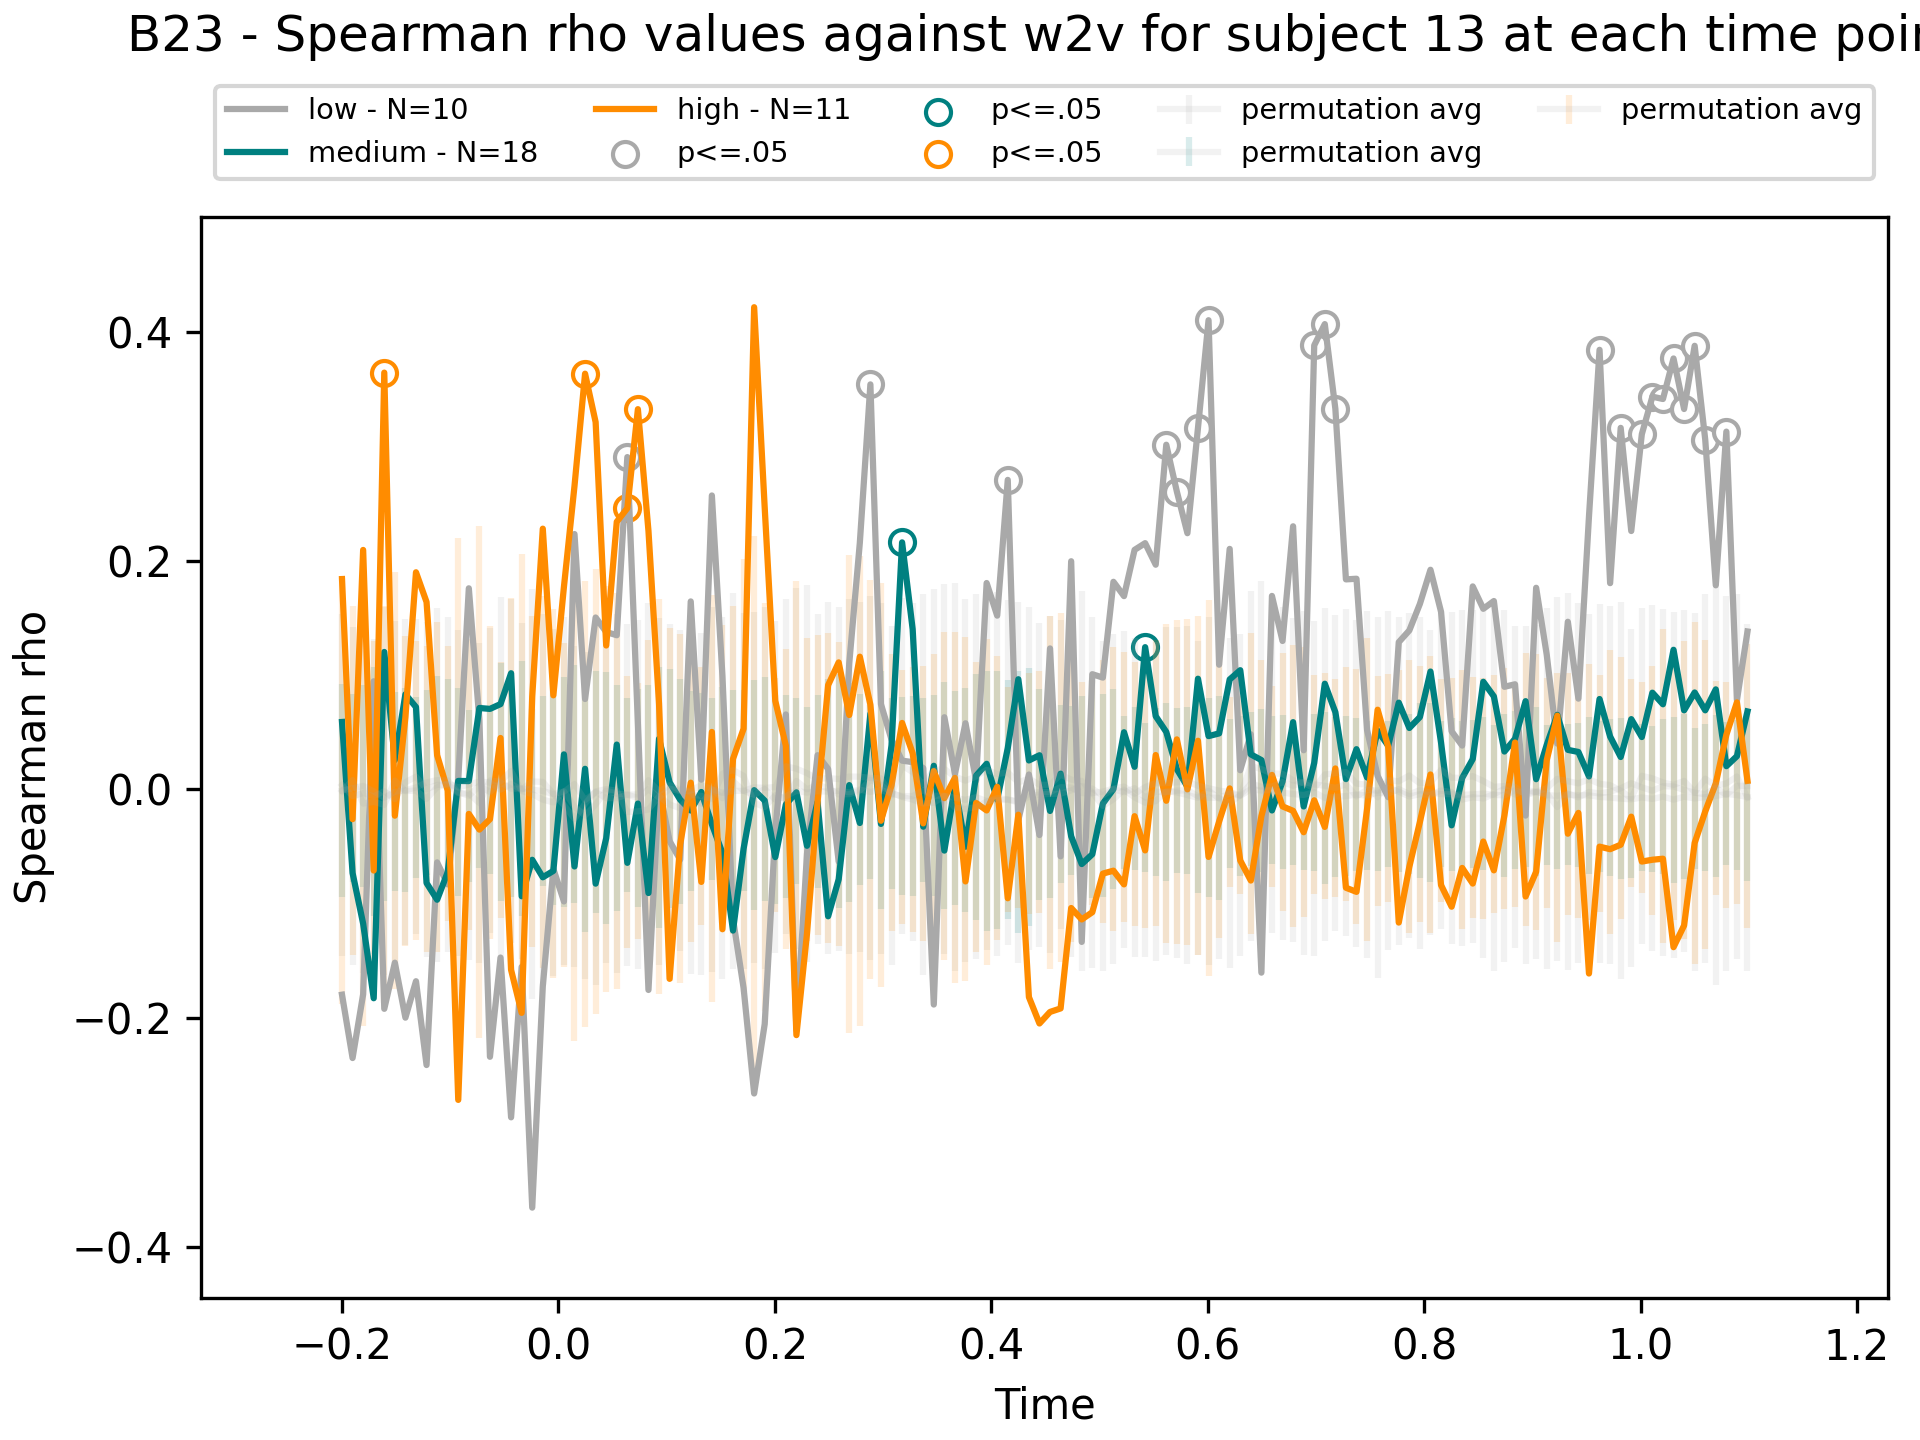 B23 - Spearman rho values against w2v for subject 13 at each time
low - N=10
medium - N=18
high - N=11
p<=.05
p<=.05
p<=.05
permutation avg
permutation avg
permutation avg
Spearman rho
0.4
0.2
0.0
−0.2
−0.4
−0.2
0.0
0.2
0.4
0.6
0.8
1.0
1.2
Time